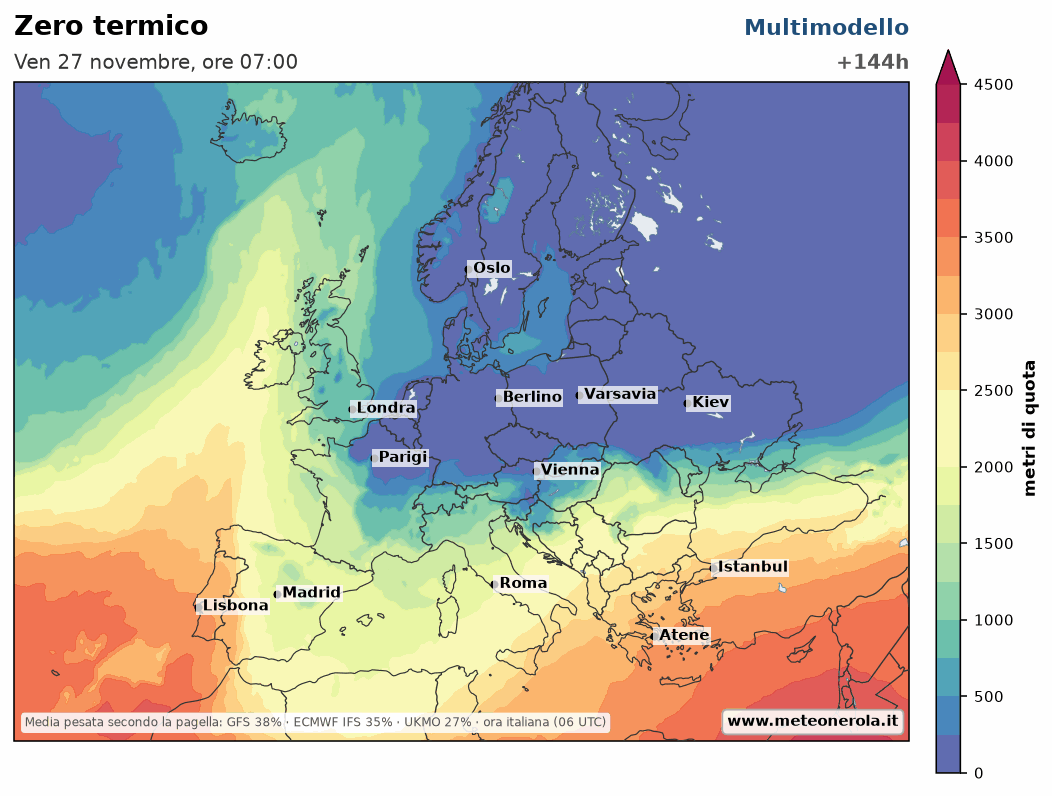 Zero termico
Multimodello
Ven 27 novembre, ore 07:00
+144h
4500
4000
3500
3000
2500
2000
1500
1000
500
0
metri di quota
Oslo
Berlino
Varsavia
Kiev
Londra
Parigi
Vienna
Istanbul
Roma
Madrid
Lisbona
Atene
Media pesata secondo la pagella: GFS 38% · ECMWF IFS 35% · UKMO 27% · ora italiana (06 UTC)
www.meteonerola.it